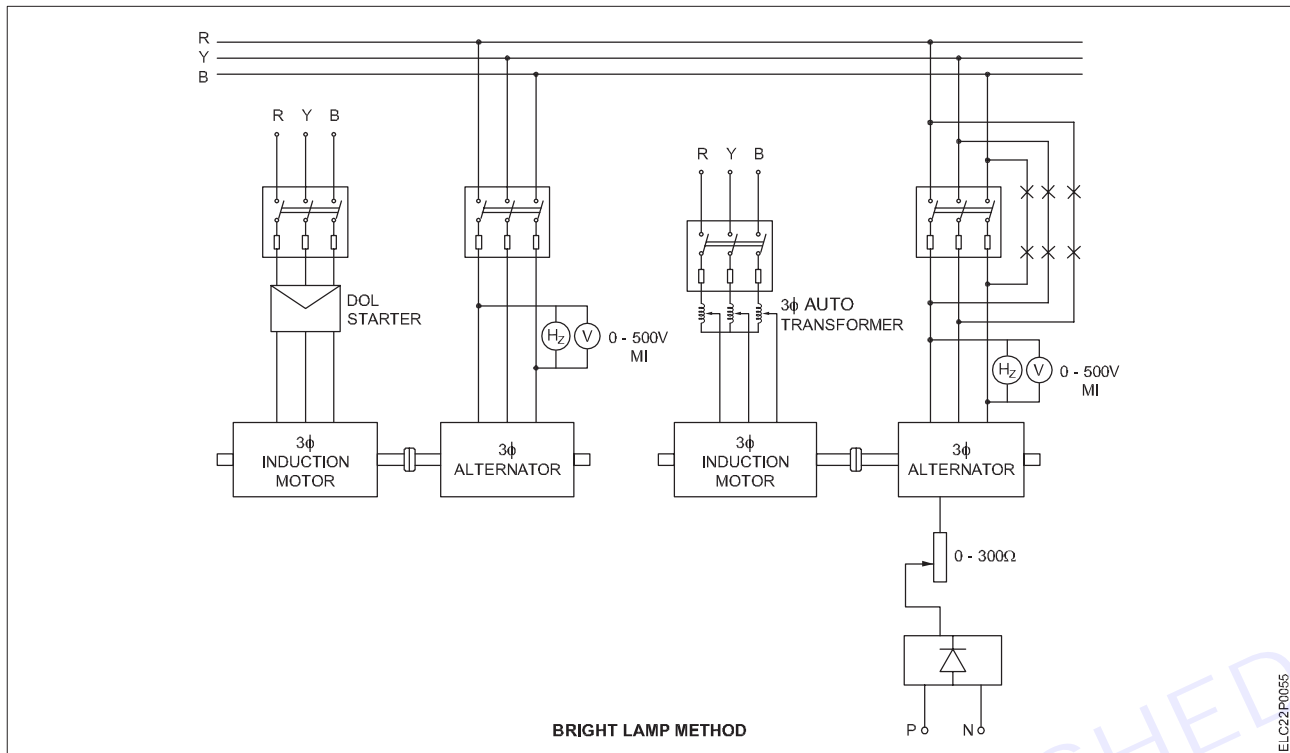 R
Y
B
R Y B
R Y B
DOL
STARTER
3ϕ AUTO
TRANSFORMER
HZ
V
0 - 500V
MI
HZ
V
0 - 500V
MI
3ϕ
INDUCTION
MOTOR
3ϕ
ALTERNATOR
3ϕ
INDUCTION
MOTOR
3ϕ
ALTERNATOR
0 - 300Ω
BRIGHT LAMP METHOD
P
N
ELC22P0055
SHED